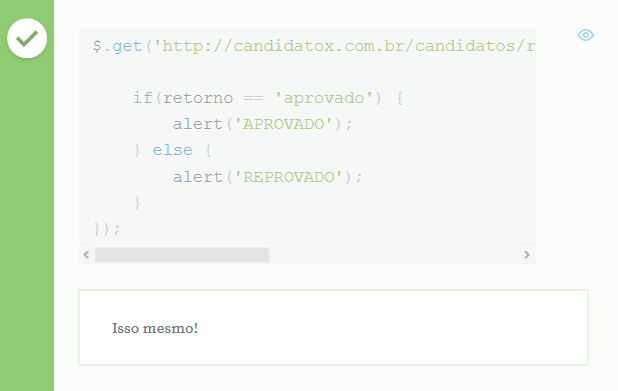 $.get('http://candidatox.com.br/candidatos/r
if(retorno == 'aprovado') {
alert('APROVADO');
} else {
alert('REPROVADO');
}
});
Isso mesmo!